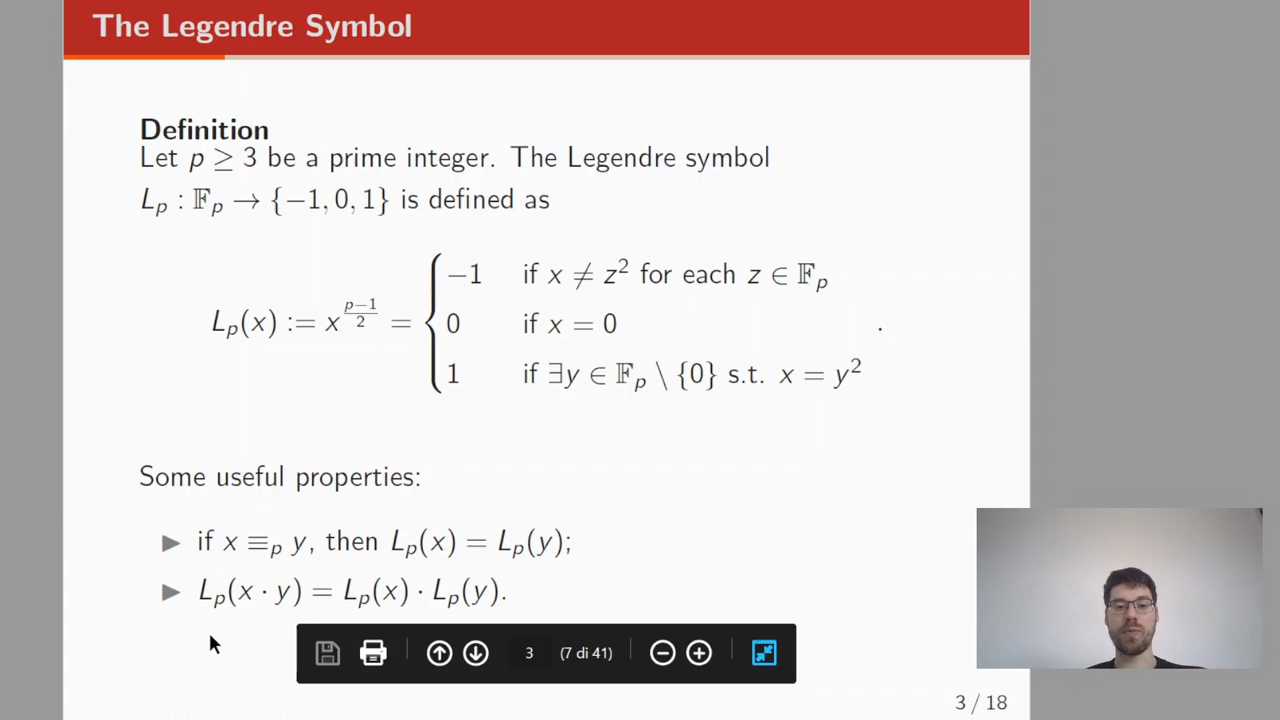 The Legendre Symbol
Definition
Let p ≥ 3 be a prime integer. The Legendre symbol
L_p : 𝔽_p → {−1, 0, 1} is defined as
L_p(x) := x^{\frac{p−1}{2}} = { −1 if x ≠ z² for each z ∈ 𝔽_p
0 if x = 0
1 if ∃y ∈ 𝔽_p \ {0} s.t. x = y² .
Some useful properties:
▶ if x ≡_p y, then L_p(x) = L_p(y);
▶ L_p(x · y) = L_p(x) · L_p(y).
3 (7 di 41)
3 / 18